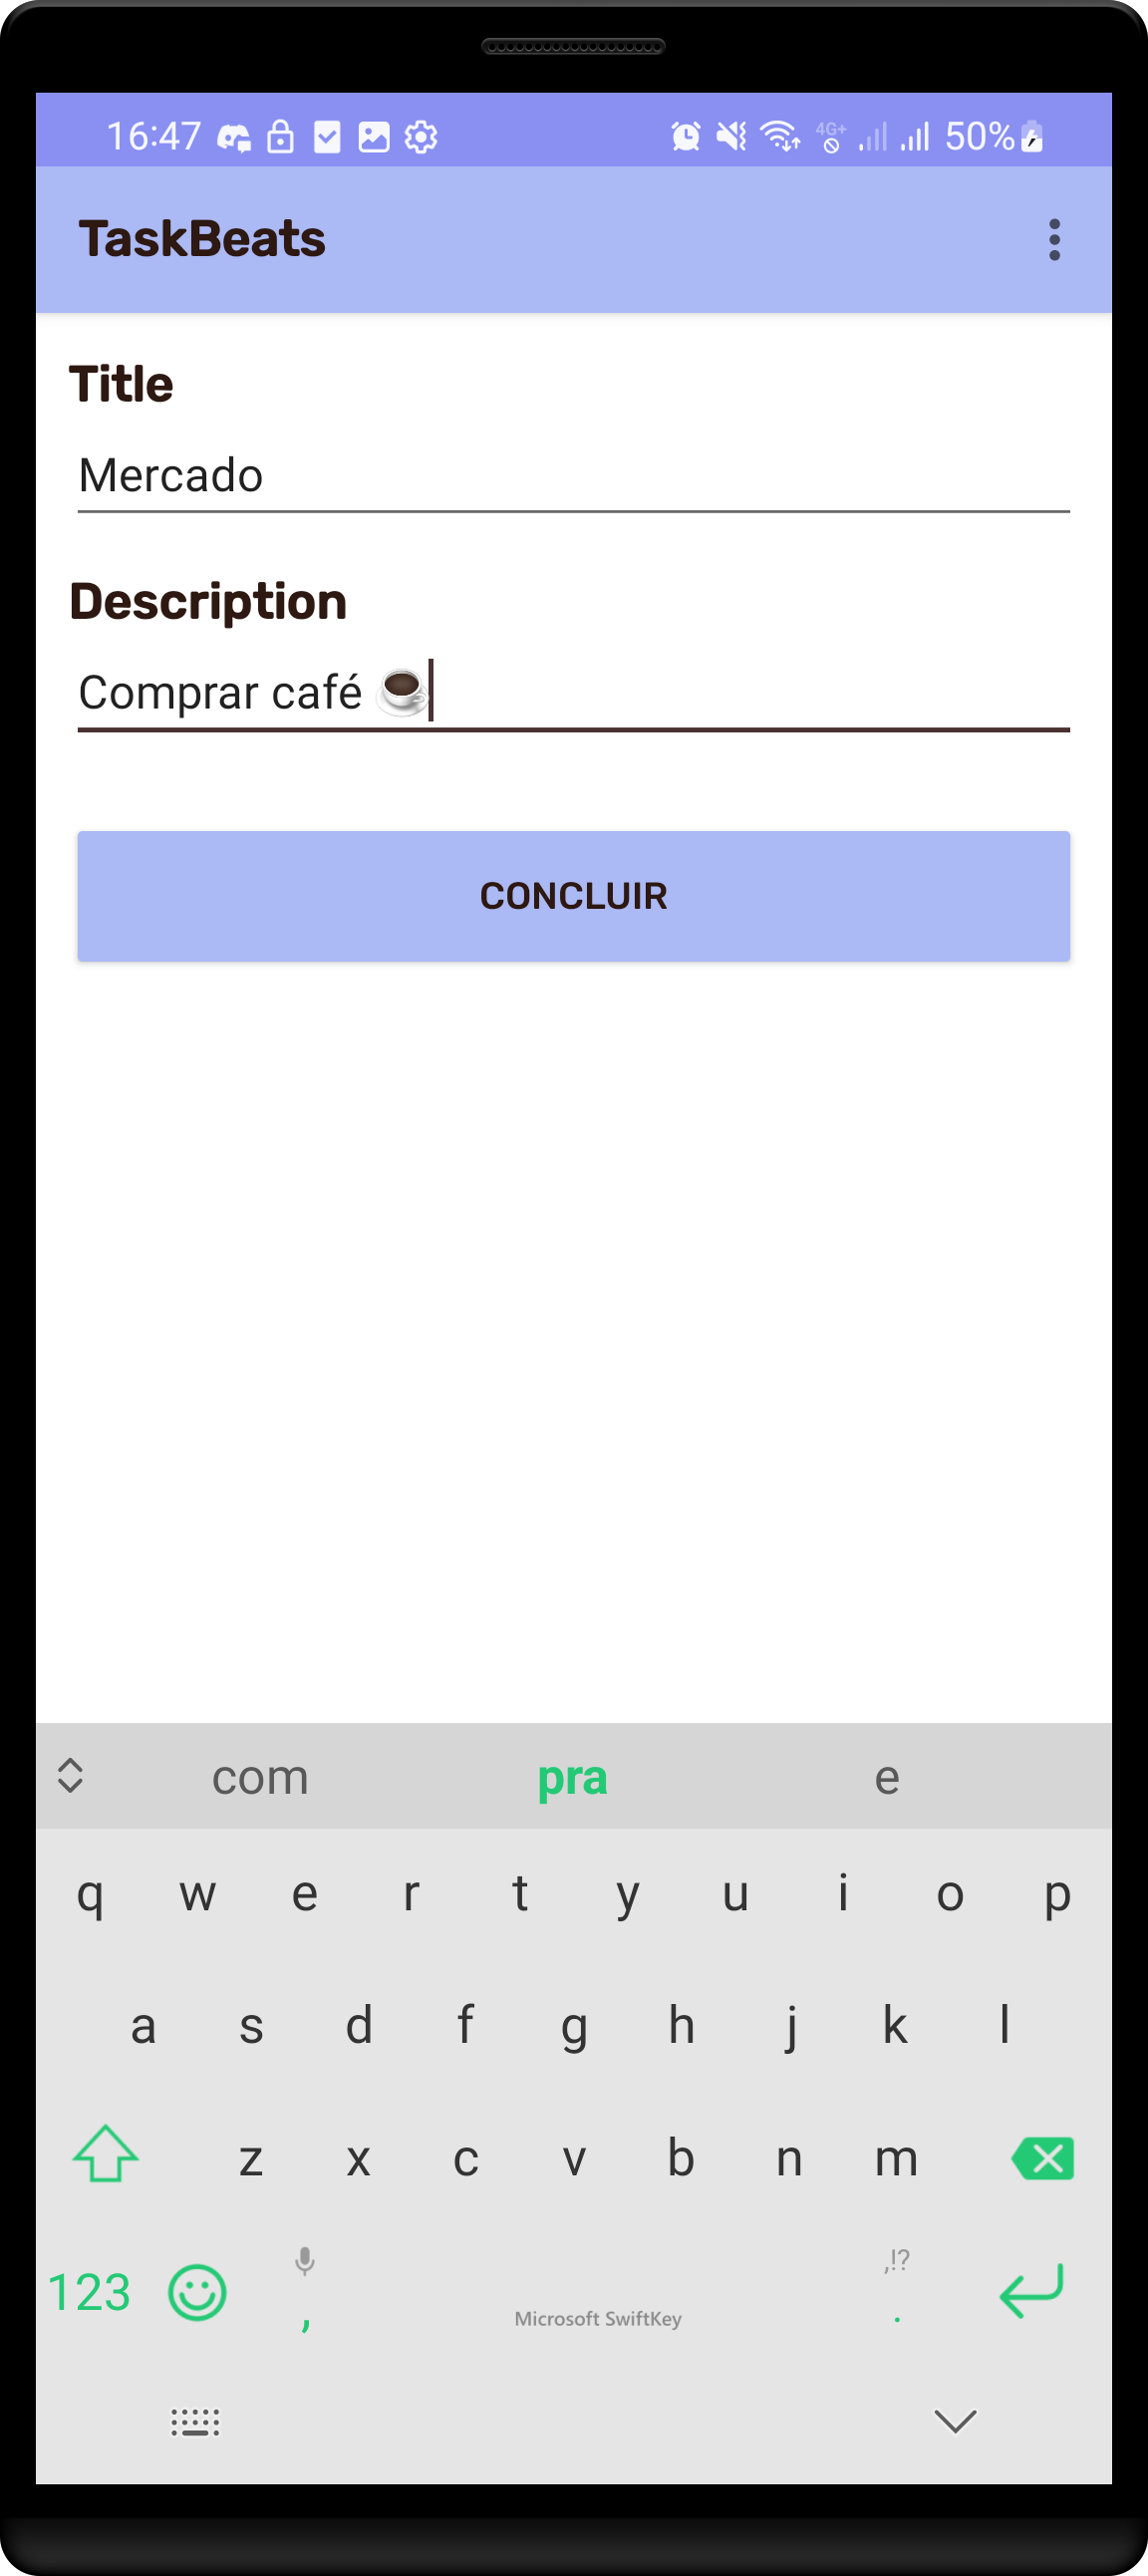 16:47 4G+ 50%
TaskBeats
Title
Mercado
Description
Comprar café ☕
CONCLUIR
com pra e
q w e r t y u i o p
a s d f g h j k l
z x c v b n m
,!?
123 , Microsoft SwiftKey .